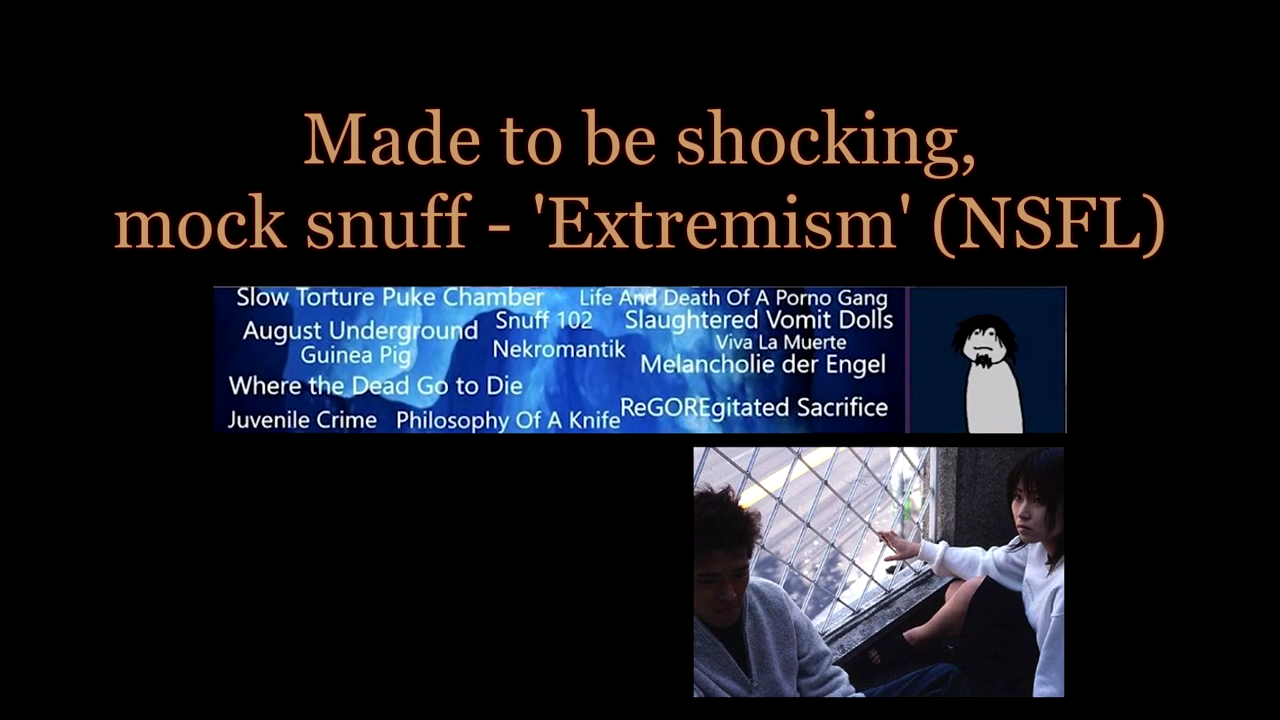 Made to be shocking,
mock snuff - 'Extremism' (NSFL)
Slow Torture Puke Chamber
Life And Death Of A Porno Gang
August Underground
Snuff 102
Slaughtered Vomit Dolls
Guinea Pig
Nekromantik
Viva La Muerte
Melancholie der Engel
Where the Dead Go to Die
ReGOREgitated Sacrifice
Juvenile Crime
Philosophy Of A Knife